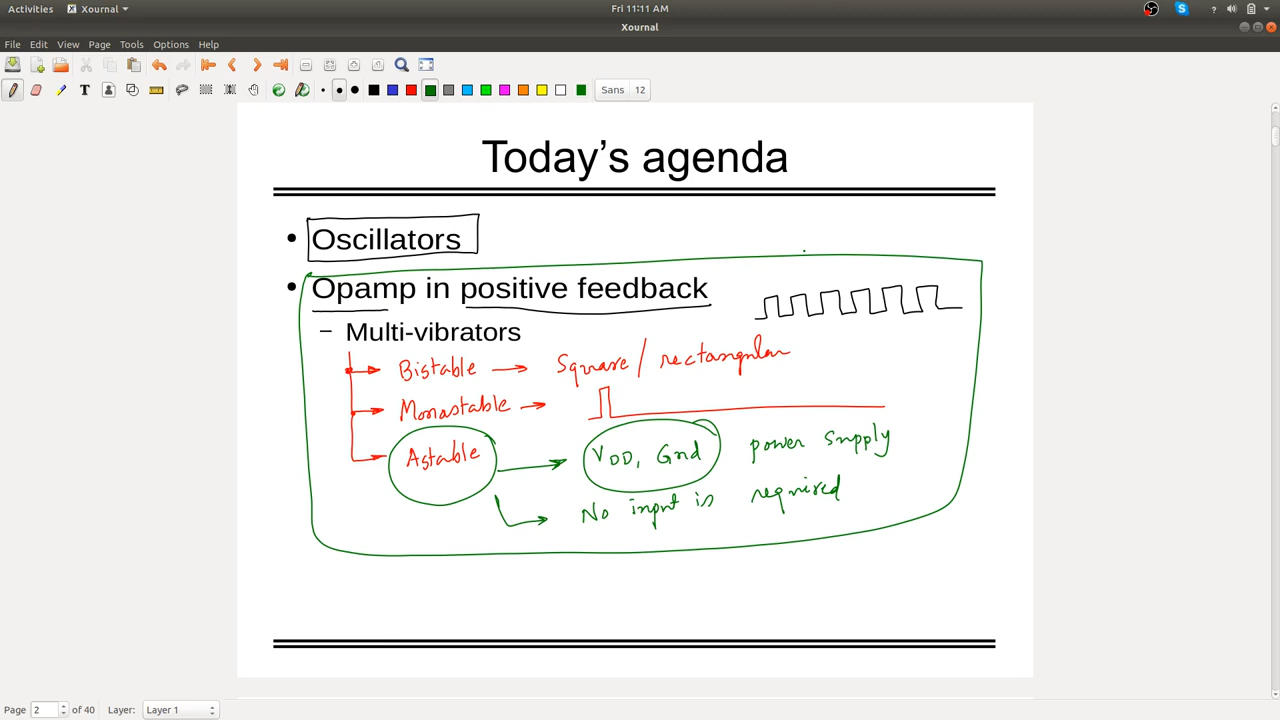 Activities Xournal Fri 11:11 AM ?
Xournal
File Edit View Page Tools Options Help
T Sans 12
Today's agenda
• Oscillators
• Opamp in positive feedback
– Multi-vibrators
Bistable → Square / rectangular
Monastable →
Astable → VDD, Gnd power supply
No input is required
Page 2 of 40 Layer: Layer 1